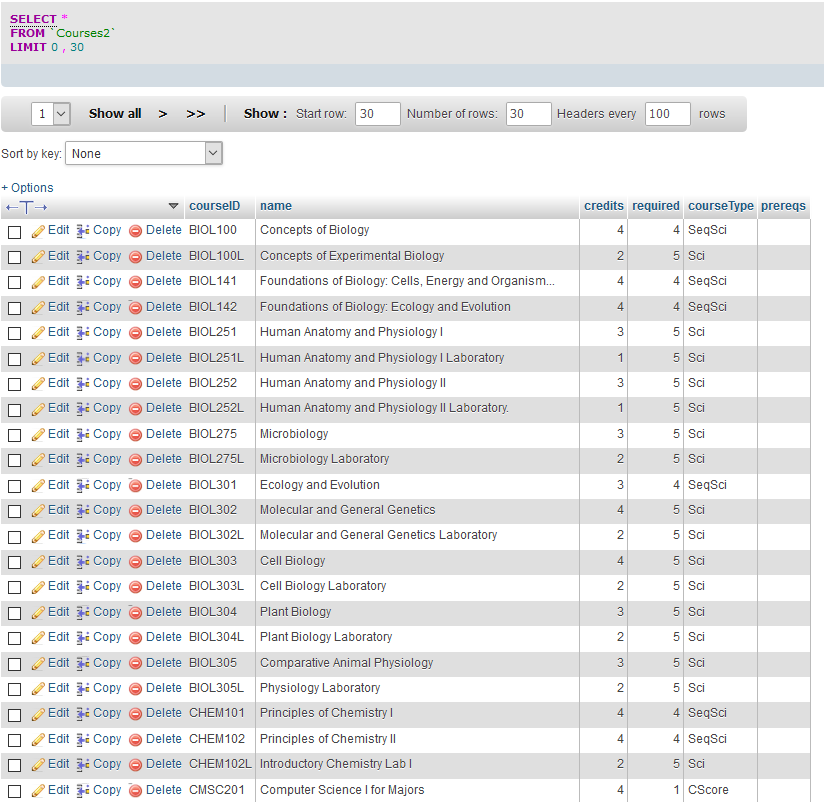 SELECT *
FROM `Courses2`
LIMIT 0 , 30
1 Show all > >> | Show : Start row: 30 Number of rows: 30 Headers every 100 rows
Sort by key: None
+ Options
←T→ courseID name credits required courseType prereqs
Edit Copy Delete BIOL100 Concepts of Biology 4 4 SeqSci
Edit Copy Delete BIOL100L Concepts of Experimental Biology 2 5 Sci
Edit Copy Delete BIOL141 Foundations of Biology: Cells, Energy and Organism... 4 4 SeqSci
Edit Copy Delete BIOL142 Foundations of Biology: Ecology and Evolution 4 4 SeqSci
Edit Copy Delete BIOL251 Human Anatomy and Physiology I 3 5 Sci
Edit Copy Delete BIOL251L Human Anatomy and Physiology I Laboratory 1 5 Sci
Edit Copy Delete BIOL252 Human Anatomy and Physiology II 3 5 Sci
Edit Copy Delete BIOL252L Human Anatomy and Physiology II Laboratory. 1 5 Sci
Edit Copy Delete BIOL275 Microbiology 3 5 Sci
Edit Copy Delete BIOL275L Microbiology Laboratory 2 5 Sci
Edit Copy Delete BIOL301 Ecology and Evolution 3 4 SeqSci
Edit Copy Delete BIOL302 Molecular and General Genetics 4 5 Sci
Edit Copy Delete BIOL302L Molecular and General Genetics Laboratory 2 5 Sci
Edit Copy Delete BIOL303 Cell Biology 4 5 Sci
Edit Copy Delete BIOL303L Cell Biology Laboratory 2 5 Sci
Edit Copy Delete BIOL304 Plant Biology 3 5 Sci
Edit Copy Delete BIOL304L Plant Biology Laboratory 2 5 Sci
Edit Copy Delete BIOL305 Comparative Animal Physiology 3 5 Sci
Edit Copy Delete BIOL305L Physiology Laboratory 2 5 Sci
Edit Copy Delete CHEM101 Principles of Chemistry I 4 4 SeqSci
Edit Copy Delete CHEM102 Principles of Chemistry II 4 4 SeqSci
Edit Copy Delete CHEM102L Introductory Chemistry Lab I 2 5 Sci
Edit Copy Delete CMSC201 Computer Science I for Majors 4 1 CScore